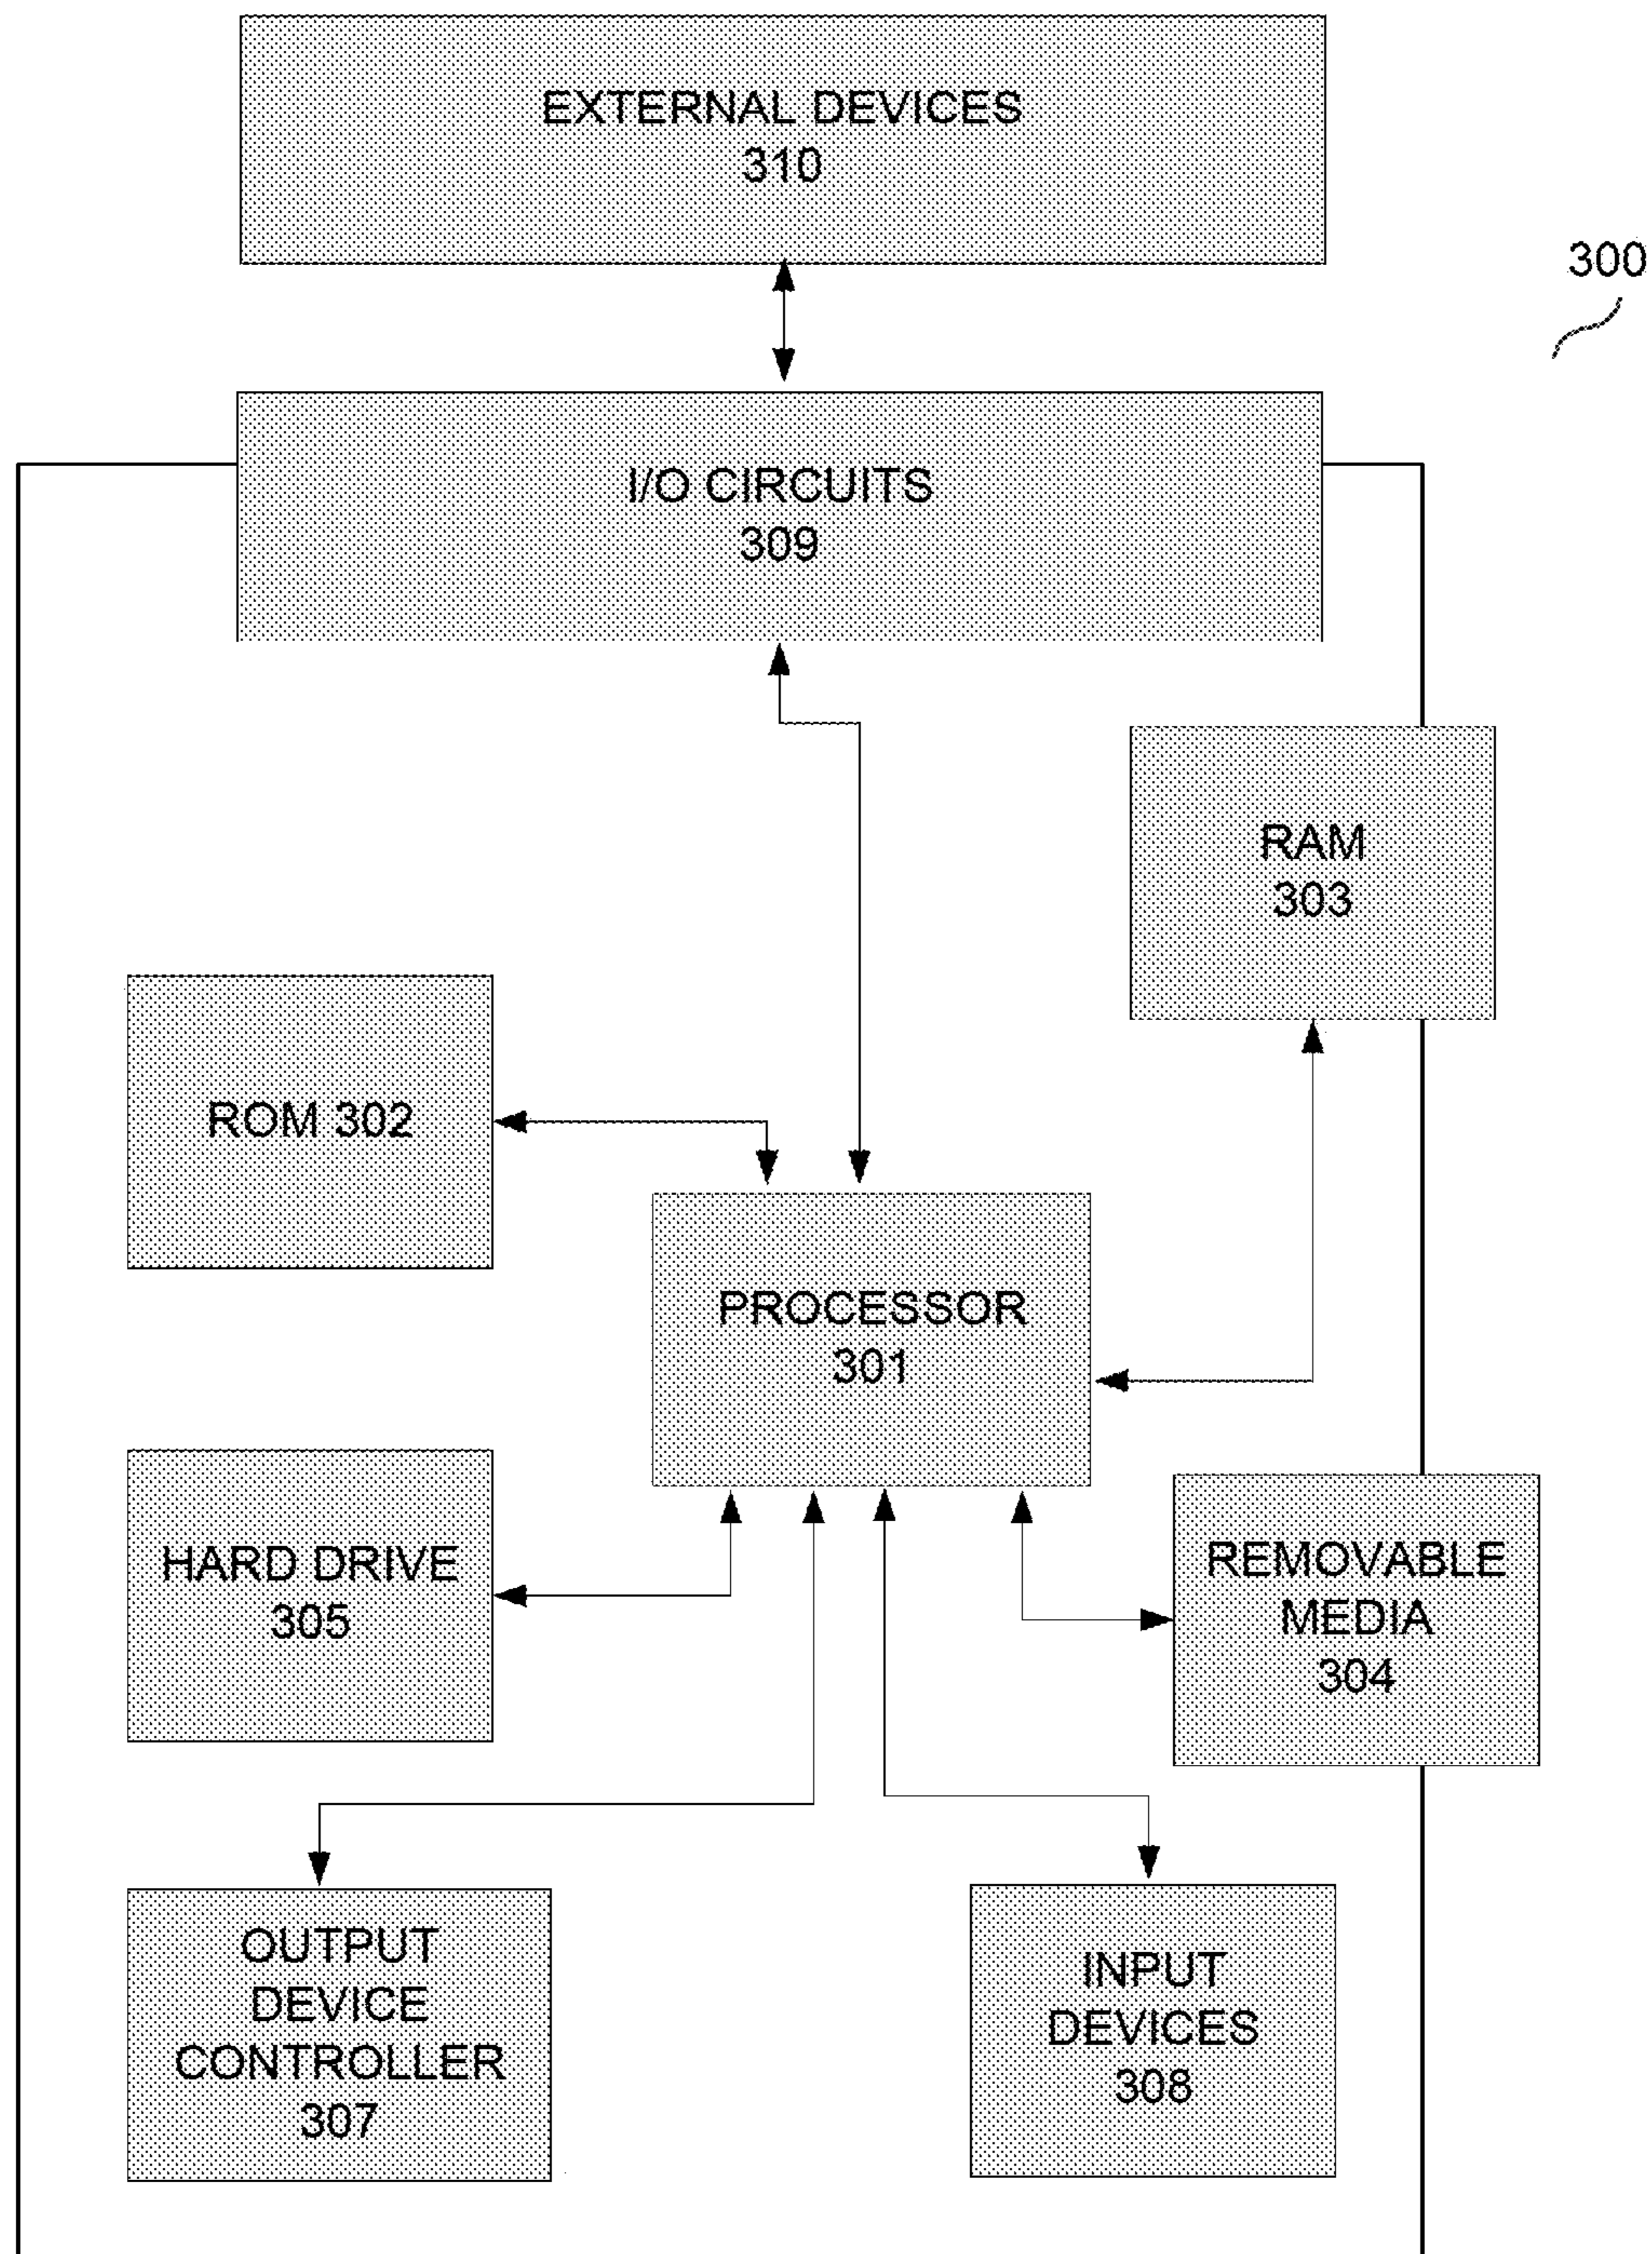 EXTERNAL DEVICES
310
300
I/O CIRCUITS
309
RAM
303
ROM 302
PROCESSOR
301
HARD DRIVE
305
REMOVABLE
MEDIA
304
OUTPUT
DEVICE
CONTROLLER
307
INPUT
DEVICES
308